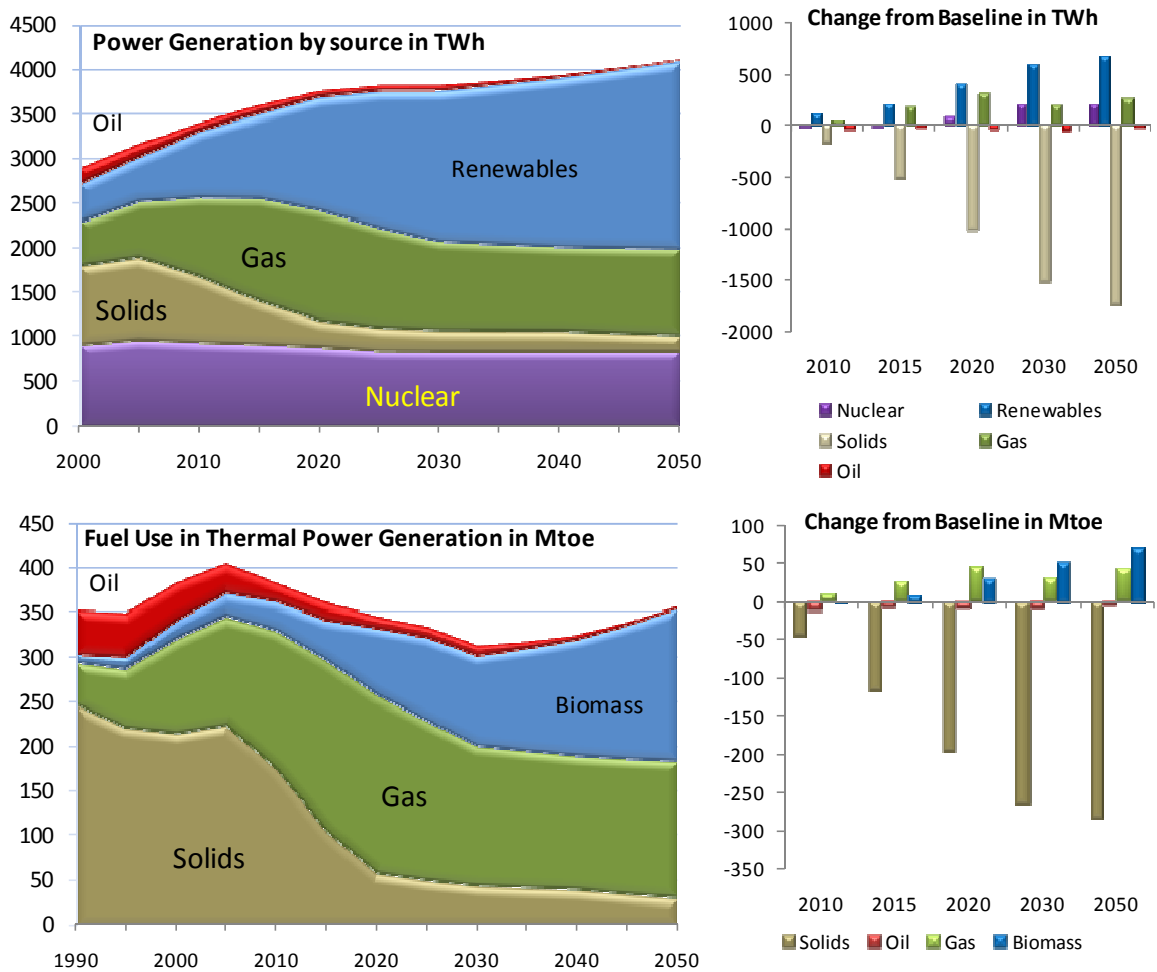 Power Generation by source in TWh
4500
4000
3500
3000
2500
2000
1500
1000
500
0
Oil
Renewables
Gas
Solids
Nuclear
2000 2010 2020 2030 2040 2050
Change from Baseline in TWh
1000
500
0
-500
-1000
-1500
-2000
2010 2015 2020 2030 2050
Nuclear Renewables
Solids Gas
Oil
Fuel Use in Thermal Power Generation in Mtoe
450
400
350
300
250
200
150
100
50
0
Oil
Biomass
Gas
Solids
1990 2000 2010 2020 2030 2040 2050
Change from Baseline in Mtoe
100
50
0
-50
-100
-150
-200
-250
-300
-350
2010 2015 2020 2030 2050
Solids Oil Gas Biomass